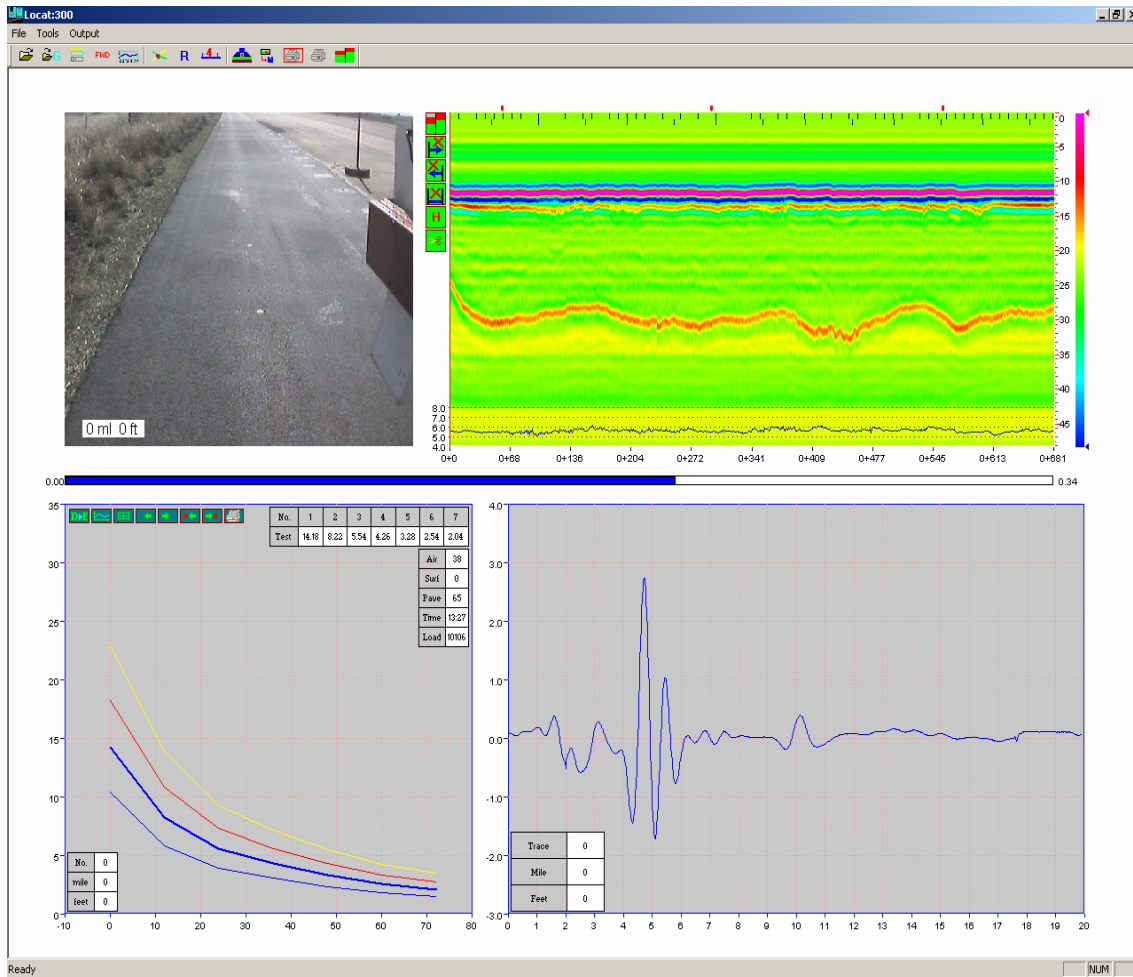 Locat:300
File Tools Output
G FWD R 4
0 ml 0 ft
H
0
-5
-10
-15
-20
-25
-30
-35
-40
-45
8.0
7.0
6.0
5.0
4.0
0+0 0+68 0+136 0+204 0+272 0+341 0+409 0+477 0+545 0+613 0+681
0.00 0.34
35
30
25
20
15
10
5
0
-10 0 10 20 30 40 50 60 70 80
No. 1 2 3 4 5 6 7
Test 14.18 8.22 5.54 4.26 3.28 2.54 2.04
Air 38
Surf 0
Pave 65
Time 13:27
Load 10106
No. 0
mile 0
feet 0
4.0
3.0
2.0
1.0
0.0
-1.0
-2.0
-3.0
Trace 0
Mile 0
Feet 0
0 1 2 3 4 5 6 7 8 9 10 11 12 13 14 15 16 17 18 19 20
Ready NUM